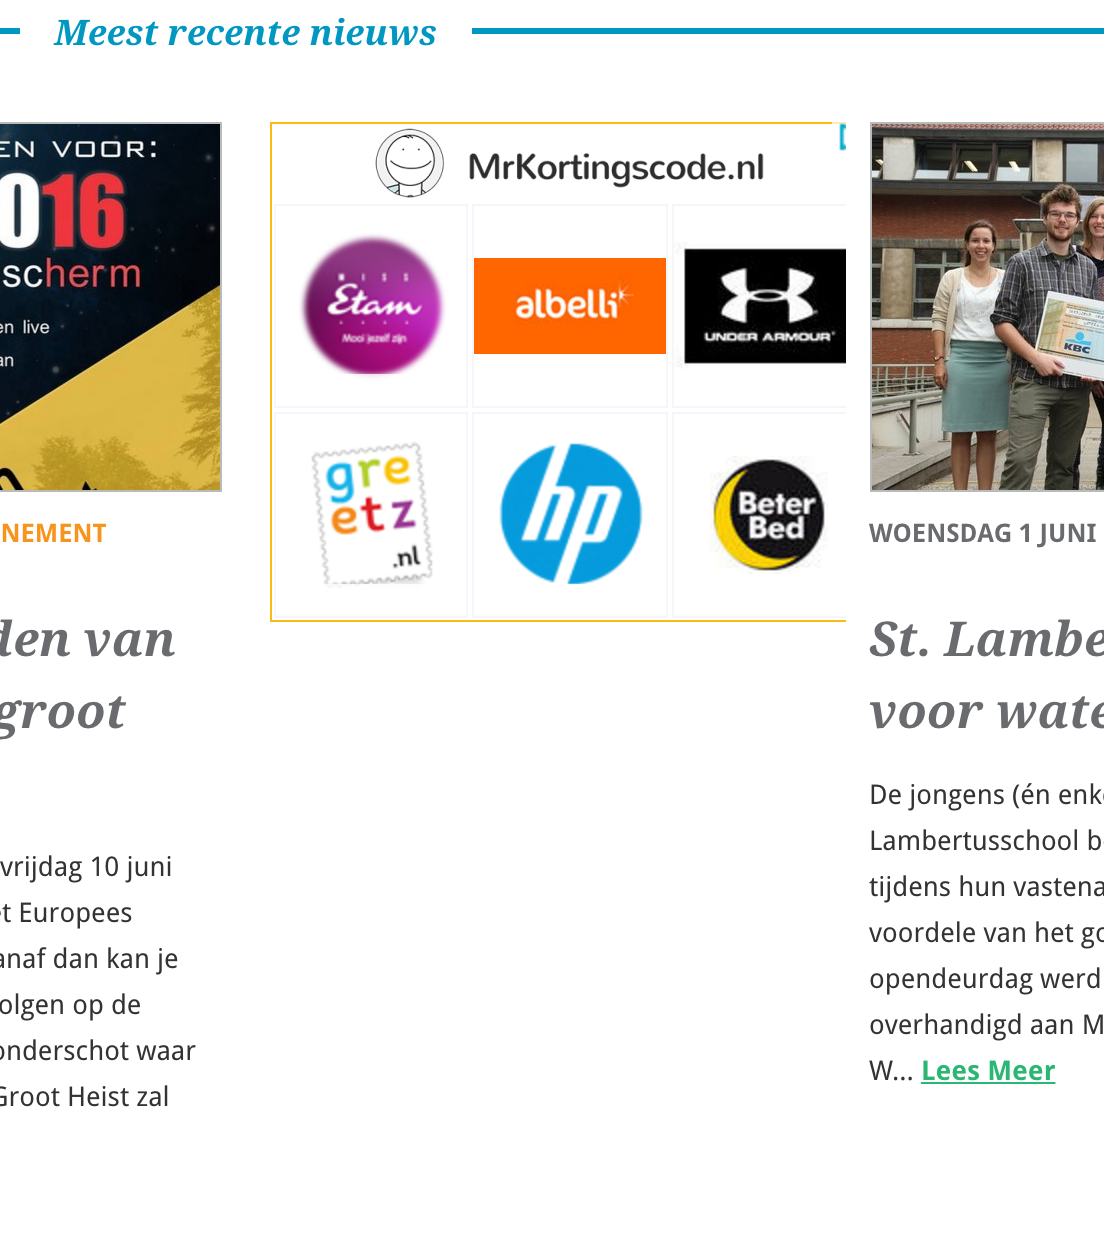 Meest recente nieuws
EN VOOR:
016
scherm
en live
an
NEMENT
den van
groot
vrijdag 10 juni
et Europees
anaf dan kan je
olgen op de
onderschot waar
Groot Heist zal
MrKortingscode.nl
MISS
Etam
Mooi jezelf zijn
albelli
UNDER ARMOUR
greetz
.nl
hp
Beter
Bed
KBC
WOENSDAG 1 JUNI
St. Lambe
voor wate
De jongens (én enk
Lambertusschool b
tijdens hun vastena
voordele van het go
opendeurdag werd
overhandigd aan M
W... Lees Meer